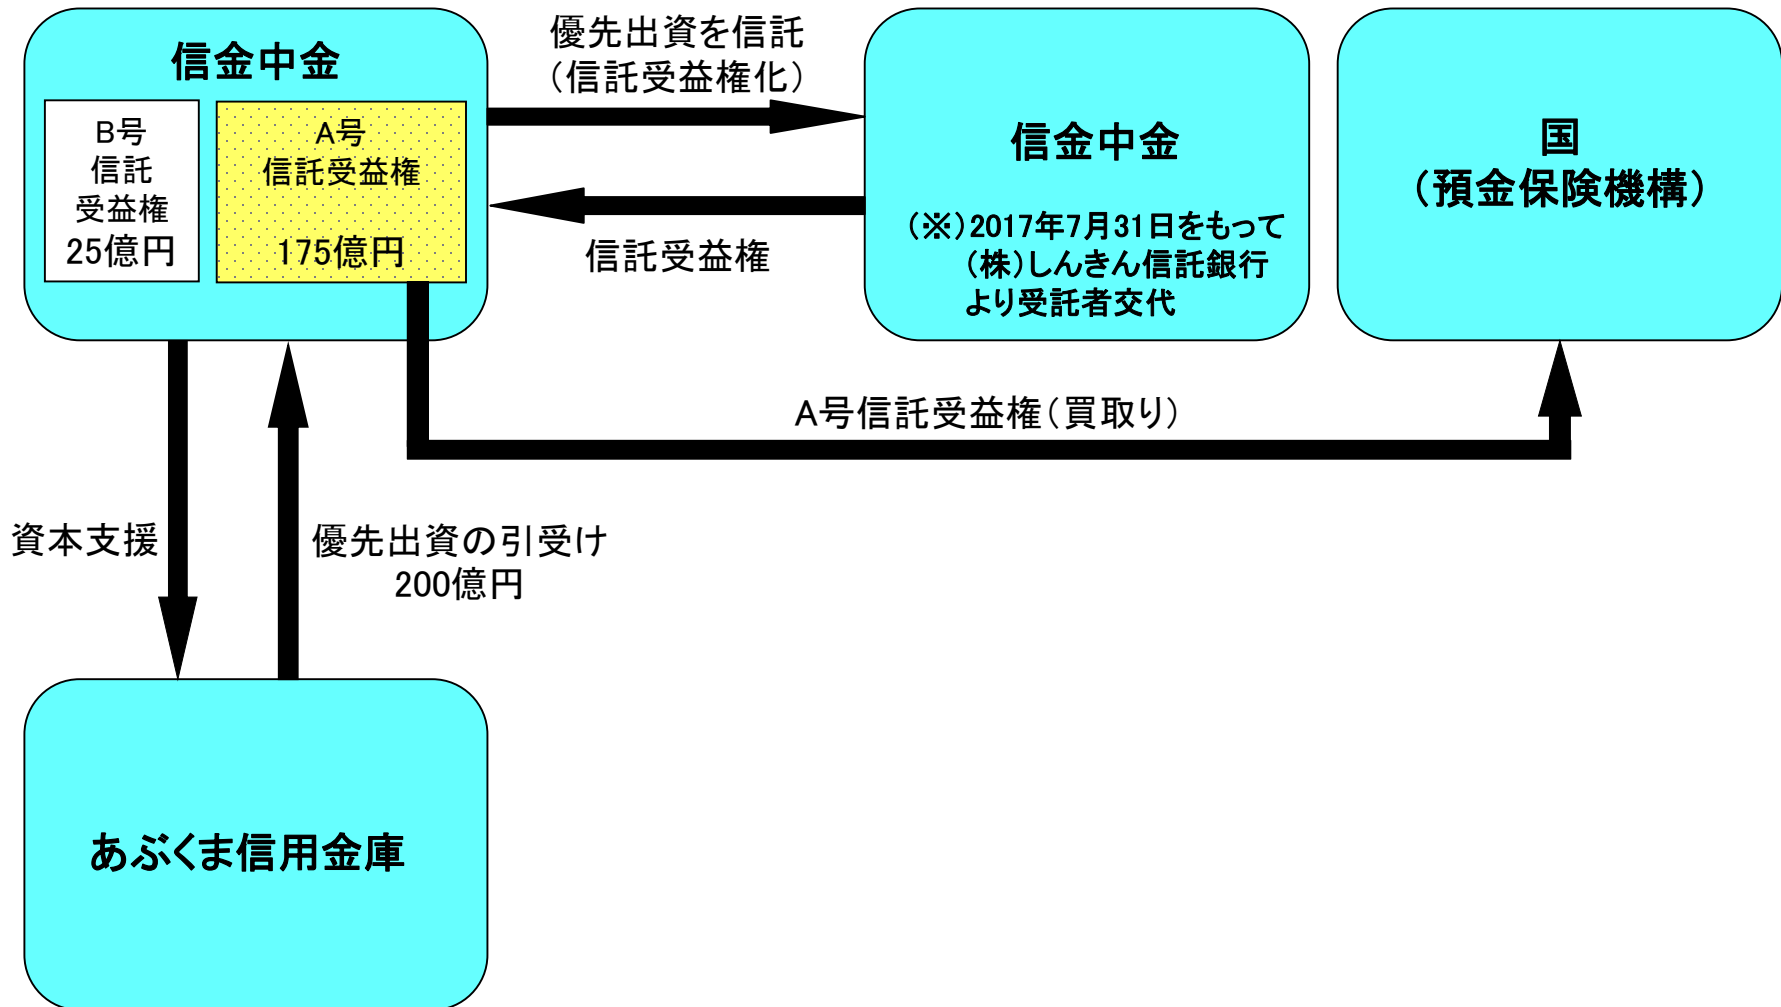 信金中金
B号
信託
受益権
25億円
A号
信託受益権
175億円
優先出資を信託
（信託受益権化）
信託受益権
信金中金
（※）2017年7月31日をもって
（株）しんきん信託銀行
より受託者交代
国
（預金保険機構）
A号信託受益権（買取り）
資本支援
優先出資の引受け
200億円
あぶくま信用金庫